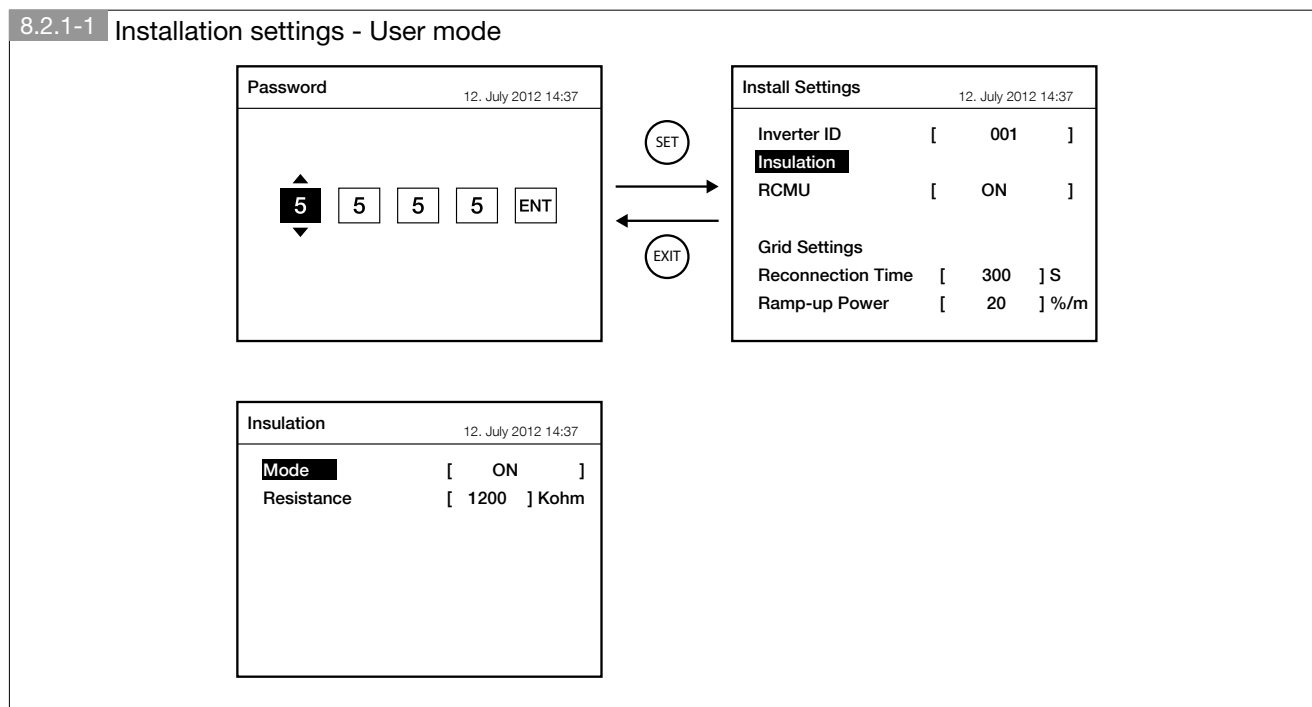 8.2.1-1 Installation settings - User mode
Password 12. July 2012 14:37
5 5 5 5 ENT
SET
EXIT
Install Settings 12. July 2012 14:37
Inverter ID [ 001 ]
Insulation
RCMU [ ON ]
Grid Settings
Reconnection Time [ 300 ] S
Ramp-up Power [ 20 ] %/m
Insulation 12. July 2012 14:37
Mode [ ON ]
Resistance [ 1200 ] Kohm